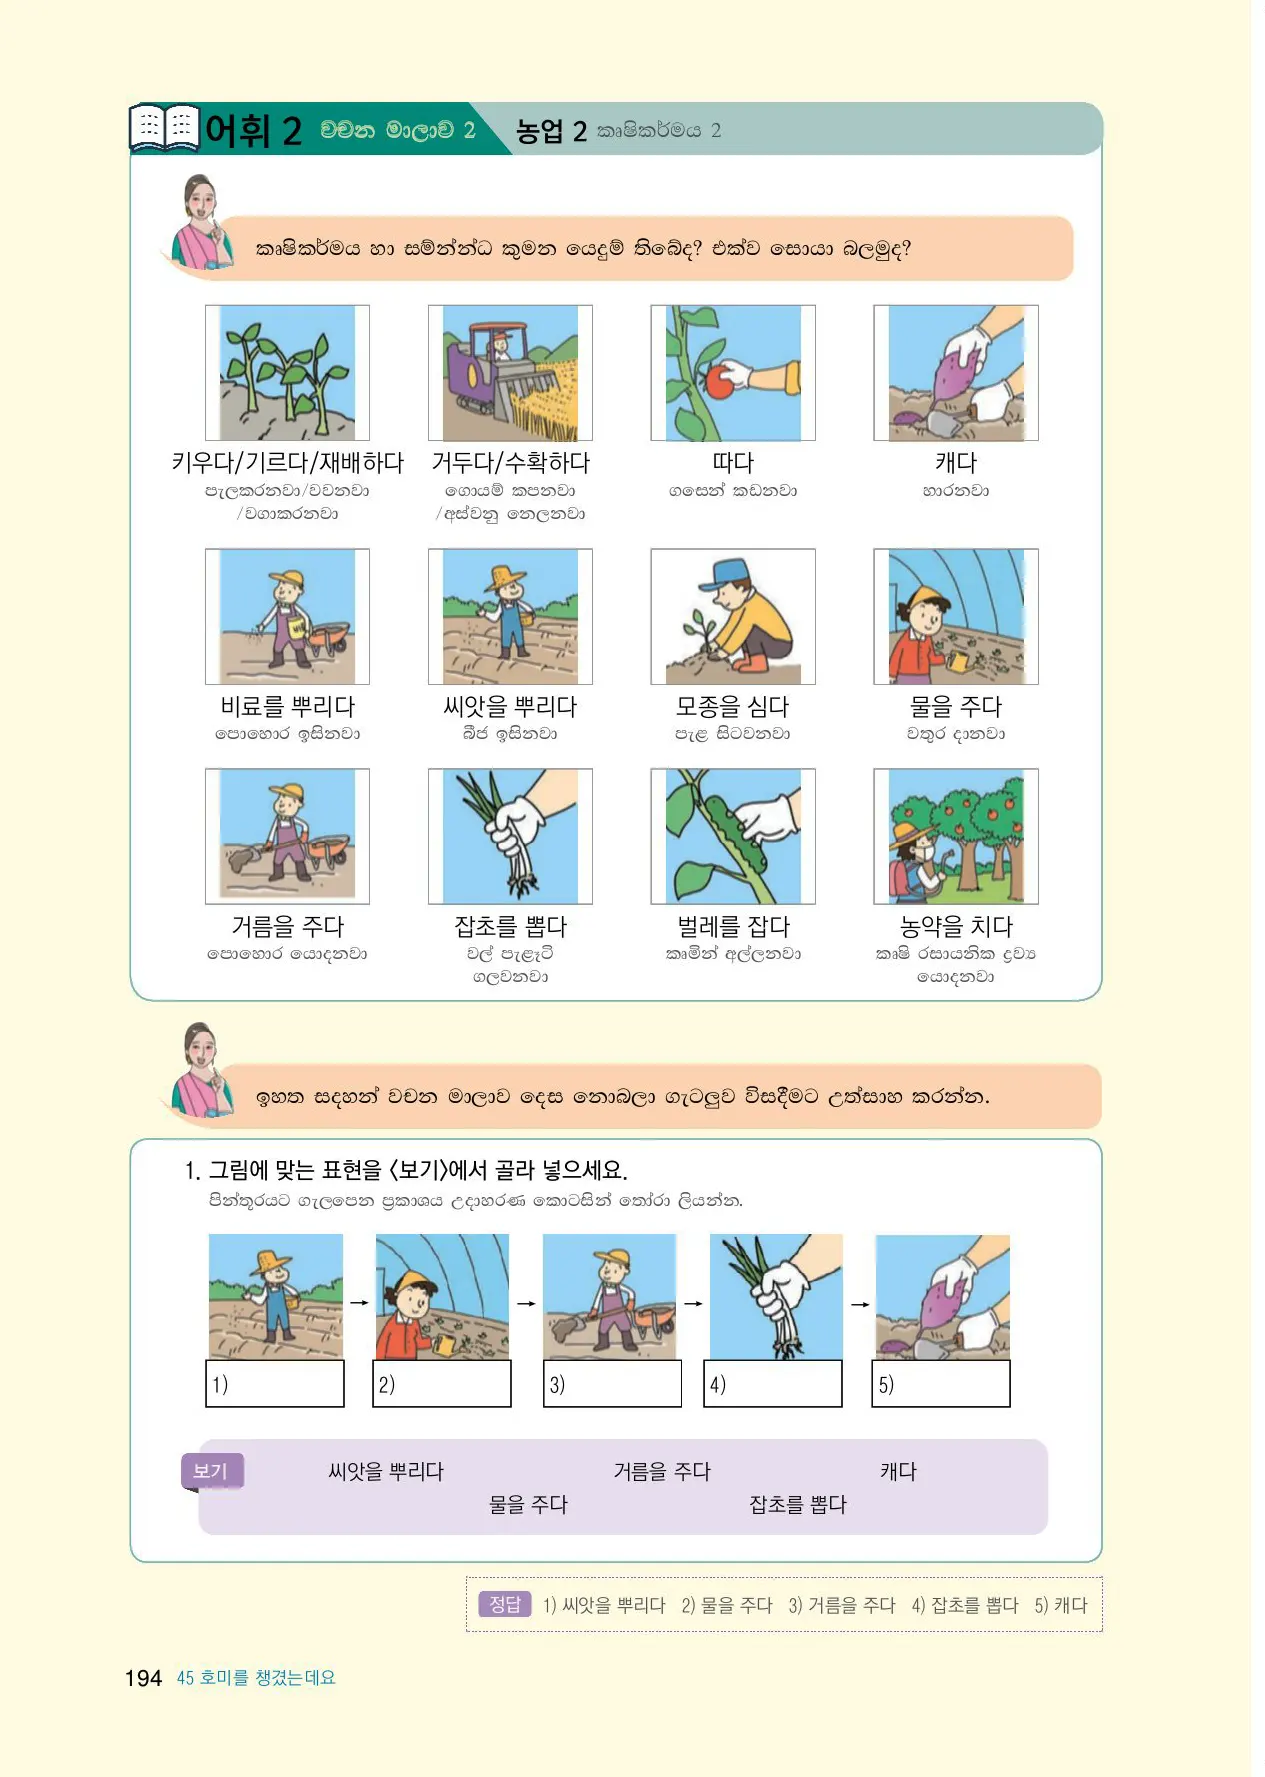 어휘 2 වචන මාලාව 2 농업 2 කෘෂිකර්මය 2
කෘෂිකර්මය හා සම්න්න්ධ කුමන යෙදුම් තිබේද? එක්ව සොයා බලමුද?
키우다/기르다/재배하다 거두다/수확하다 따다 캐다
පැලකරනවා/වවනවා ගොයම් කපනවා ගසෙන් කඩනවා හාරනවා
/වගාකරනවා /අස්වනු නෙලනවා
비료를 뿌리다 씨앗을 뿌리다 모종을 심다 물을 주다
පොහොර ඉසිනවා බීජ ඉසිනවා පැළ සිටවනවා වතුර දානවා
거름을 주다 잡초를 뽑다 벌레를 잡다 농약을 치다
පොහොර යොදනවා වල් පැළෑටි කෘමින් අල්ලනවා කෘෂි රසායනික ද්‍රව්‍ය
ගලවනවා යොදනවා
ඉහත සදහන් වචන මාලාව දෙස නොබලා ගැටලුව විසදීමට උත්සාහ කරන්න.
1. 그림에 맞는 표현을 〈보기〉에서 골라 넣으세요.
පින්තූරයට ගැලපෙන ප්‍රකාශය උදාහරණ කොටසින් තෝරා ලියන්න.
→ → → →
1) 2) 3) 4) 5)
보기 씨앗을 뿌리다 거름을 주다 캐다
물을 주다 잡초를 뽑다
정답 1) 씨앗을 뿌리다 2) 물을 주다 3) 거름을 주다 4) 잡초를 뽑다 5) 캐다
194 45 호미를 챙겼는데요